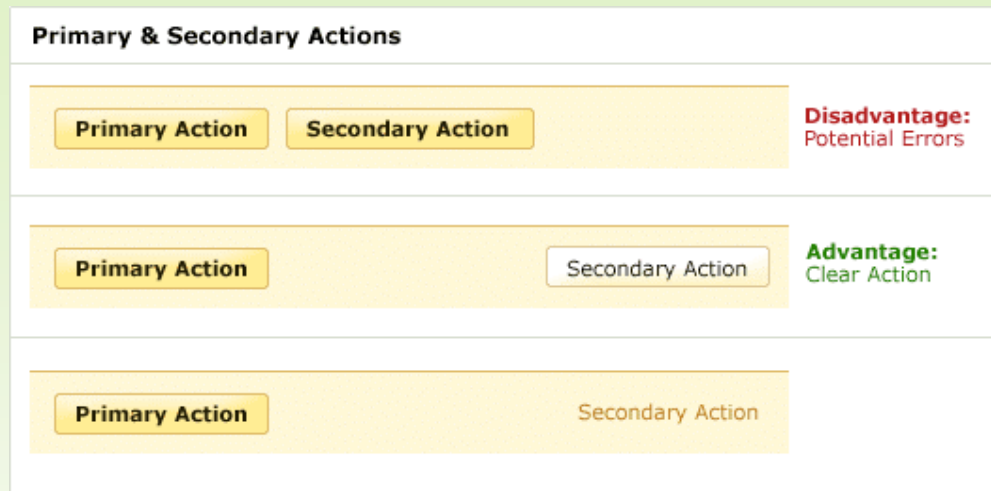 Primary & Secondary Actions
Primary Action Secondary Action Disadvantage:
Potential Errors
Primary Action Secondary Action Advantage:
Clear Action
Primary Action Secondary Action